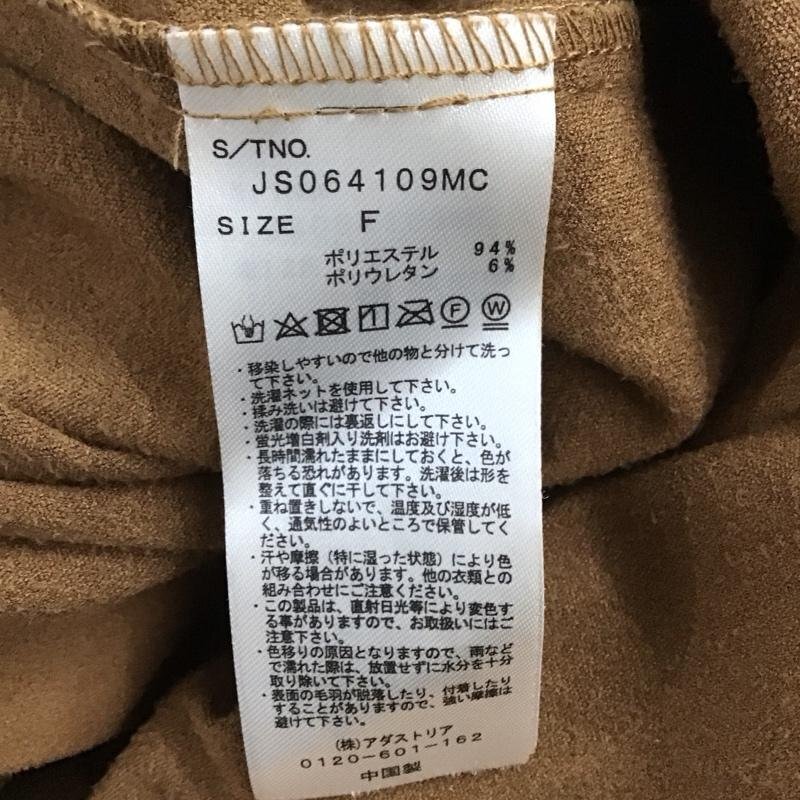 S/TNO.
JS064109MC
SIZE F
ポリエステル 94%
ポリウレタン 6%
F W
・移染しやすいので他の物と分けて洗っ
て下さい。
・洗濯ネットを使用して下さい。
・揉み洗いは避けて下さい。
・洗濯の際には裏返しにして下さい。
・蛍光増白剤入り洗剤はお避け下さい。
・長時間濡れたままにしておくと、色が
落ちる恐れがあります。洗濯後は形を
整えて直ぐに干して下さい。
・重ね置きしないで、温度及び湿度が低
く、通気性のよいところで保管してく
ださい。
・汗や摩擦（特に湿った状態）により色
が移る場合があります。他の衣類との
組み合わせにご注意ください。
・この製品は、直射日光等により変色す
る事がありますので、お取扱いにはご
注意下さい。
・色移りの原因となりますので、雨など
で濡れた際は、放置せずに水分を十分
取り除いて下さい。
・表面の毛羽が脱落したり、付着したり
することがありますので、強い摩擦は
避けて下さい。
(株)アダストリア
0120-601-162
中国製